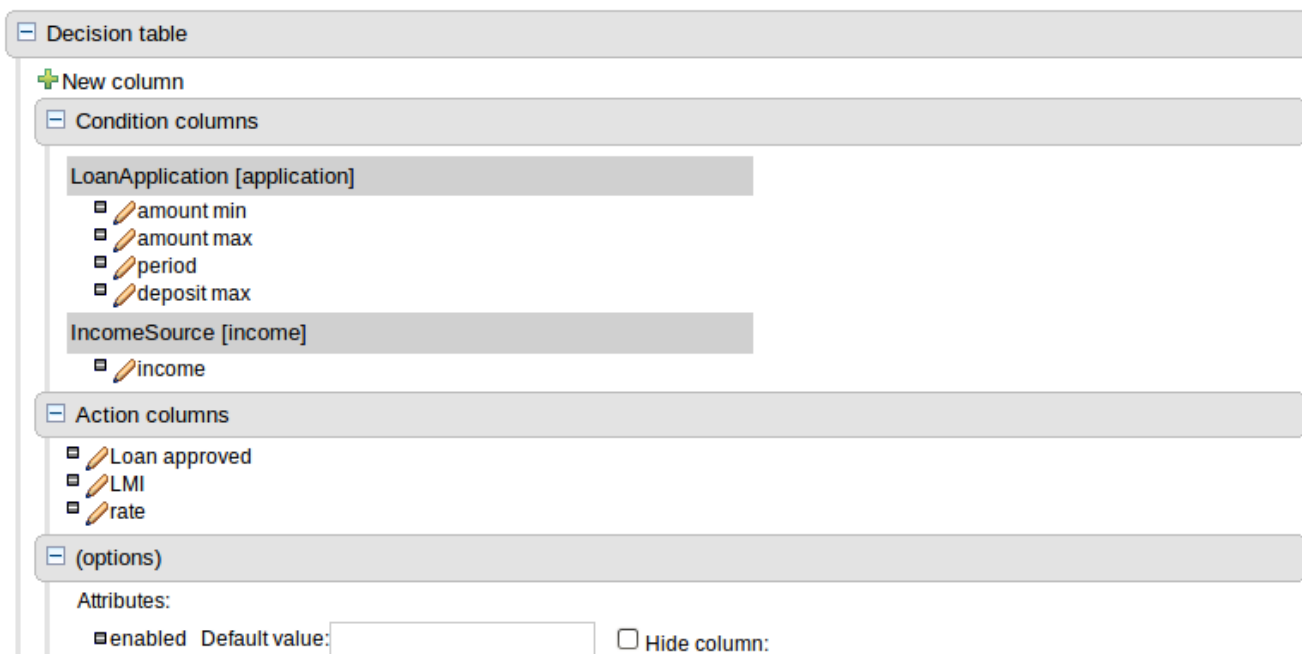 Decision table
New column
Condition columns
LoanApplication [application]
amount min
amount max
period
deposit max
IncomeSource [income]
income
Action columns
Loan approved
LMI
rate
(options)
Attributes:
enabled Default value: Hide column: